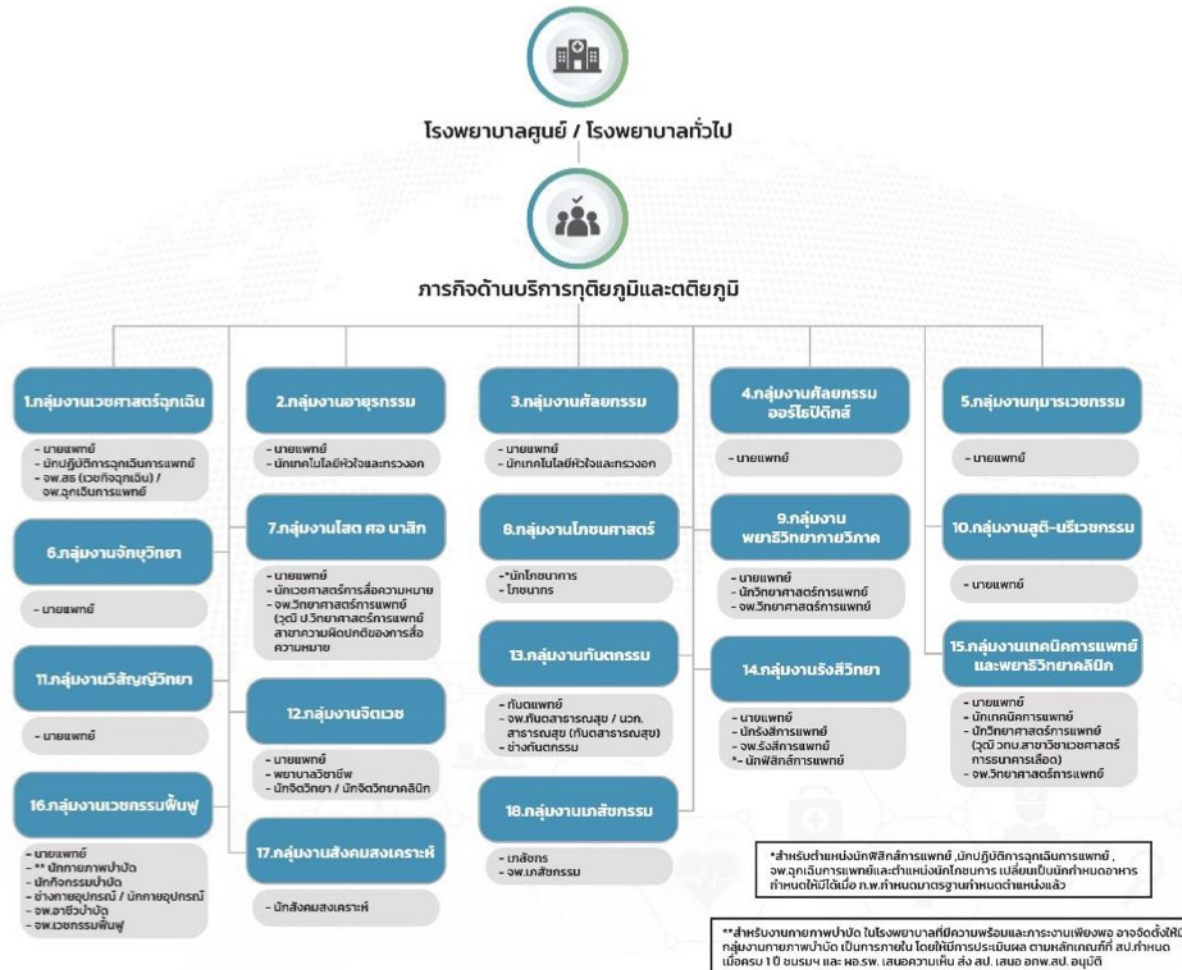 โรงพยาบาลศูนย์ / โรงพยาบาลทั่วไป
ภารกิจด้านบริการทุติยภูมิและตติยภูมิ
1.กลุ่มงานเวชศาสตร์ฉุกเฉิน
- นายแพทย์
- นักปฏิบัติการฉุกเฉินการแพทย์
- จพ.สธ (เวชกิจฉุกเฉิน) /
จพ.ฉุกเฉินการแพทย์
2.กลุ่มงานอายุรกรรม
- นายแพทย์
- นักเทคโนโลยีหัวใจและทรวงอก
3.กลุ่มงานศัลยกรรม
- นายแพทย์
- นักเทคโนโลยีหัวใจและทรวงอก
4.กลุ่มงานศัลยกรรม
ออร์โธปิดิกส์
- นายแพทย์
5.กลุ่มงานกุมารเวชกรรม
- นายแพทย์
6.กลุ่มงานจักษุวิทยา
- นายแพทย์
7.กลุ่มงานโสต ศอ นาสิก
- นายแพทย์
- นักเวชศาสตร์การสื่อความหมาย
- จพ.วิทยาศาสตร์การแพทย์
(วุฒิ ป.วิทยาศาสตร์การแพทย์
สาขาความผิดปกติของการสื่อ
ความหมาย
8.กลุ่มงานโภชนศาสตร์
-*นักโภชนาการ
- โภชนากร
9.กลุ่มงาน
พยาธิวิทยากายวิภาค
- นายแพทย์
- นักวิทยาศาสตร์การแพทย์
- จพ.วิทยาศาสตร์การแพทย์
10.กลุ่มงานสูติ-นรีเวชกรรม
- นายแพทย์
11.กลุ่มงานวิสัญญีวิทยา
- นายแพทย์
12.กลุ่มงานจิตเวช
- นายแพทย์
- พยาบาลวิชาชีพ
- นักจิตวิทยา / นักจิตวิทยาคลินิก
13.กลุ่มงานทันตกรรม
- ทันตแพทย์
- จพ.ทันตสาธารณสุข / นวก.
สาธารณสุข (ทันตสาธารณสุข)
- ช่างทันตกรรม
14.กลุ่มงานรังสีวิทยา
- นายแพทย์
- นักรังสีการแพทย์
- จพ.รังสีการแพทย์
*- นักฟิสิกส์การแพทย์
15.กลุ่มงานเทคนิคการแพทย์
และพยาธิวิทยาคลินิก
- นายแพทย์
- นักเทคนิคการแพทย์
- นักวิทยาศาสตร์การแพทย์
(วุฒิ วทบ.สาขาวิชาเวชศาสตร์
การธนาคารเลือด)
- จพ.วิทยาศาสตร์การแพทย์
16.กลุ่มงานเวชกรรมฟื้นฟู
- นายแพทย์
- ** นักกายภาพบำบัด
- นักกิจกรรมบำบัด
- ช่างกายอุปกรณ์ / นักกายอุปกรณ์
- จพ.อาชีวบำบัด
- จพ.เวชกรรมฟื้นฟู
17.กลุ่มงานสังคมสงเคราะห์
- นักสังคมสงเคราะห์
18.กลุ่มงานเภสัชกรรม
- เภสัชกร
- จพ.เภสัชกรรม
*สำหรับตำแหน่งนักฟิสิกส์การแพทย์ ,นักปฏิบัติการฉุกเฉินการแพทย์ ,
จพ.ฉุกเฉินการแพทย์และตำแหน่งนักโภชนการ เปลี่ยนเป็นนักกำหนดอาหาร
กำหนดให้มีได้เมื่อ ก.พ.กำหนดมาตรฐานกำหนดตำแหน่งแล้ว
**สำหรับงานกายภาพบำบัด ในโรงพยาบาลที่มีความพร้อมและภาระงานเพียงพอ อาจจัดตั้งให้มี
กลุ่มงานกายภาพบำบัด เป็นการภายใน โดยให้มีการประเมินผล ตามหลักเกณฑ์ที่ สป.กำหนด
เมื่อครบ 1 ปี ชมรมฯ และ ผอ.รพ. เสนอความเห็น ส่ง สป. เสนอ อกพ.สป. อนุมัติ